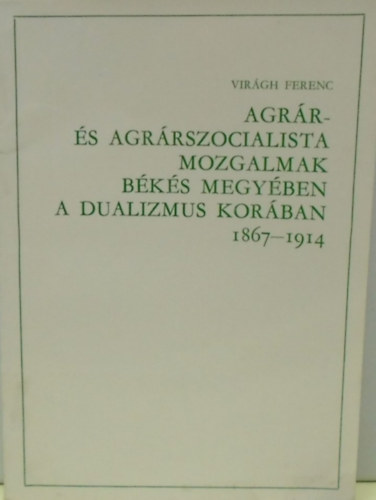 VIRÁGH FERENC
AGRÁR-
ÉS AGRÁRSZOCIALISTA
MOZGALMAK
BÉKÉS MEGYÉBEN
A DUALIZMUS KORÁBAN
1867–1914